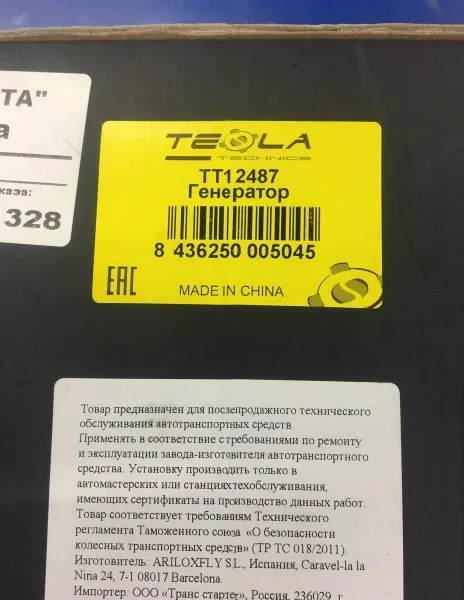 ТА"
а
каза:
328
TESLA
TECHNICS
TT12487
Генератор
8 436250 005045
EAC
MADE IN CHINA
Товар предназначен для послепродажного технического
обслуживания автотранспортных средств.
Применять в соответствие с требованиями по ремонту
и эксплуатации завода-изготовителя автотранспортного
средства. Установку производить только в
автомастерских или станцияхтехобслуживания,
имеющих сертификаты на производство данных работ.
Товар соответствует требованиям Технического
регламента Таможенного союза «О безопасности
колесных транспортных средств» (ТР ТС 018/2011).
Изготовитель: ARILOXFLY S.L., Испания, Caravel-la la
Nina 24, 7-1 08017 Barcelona.
Импортер: ООО «Транс стартер», Россия, 236029, г.